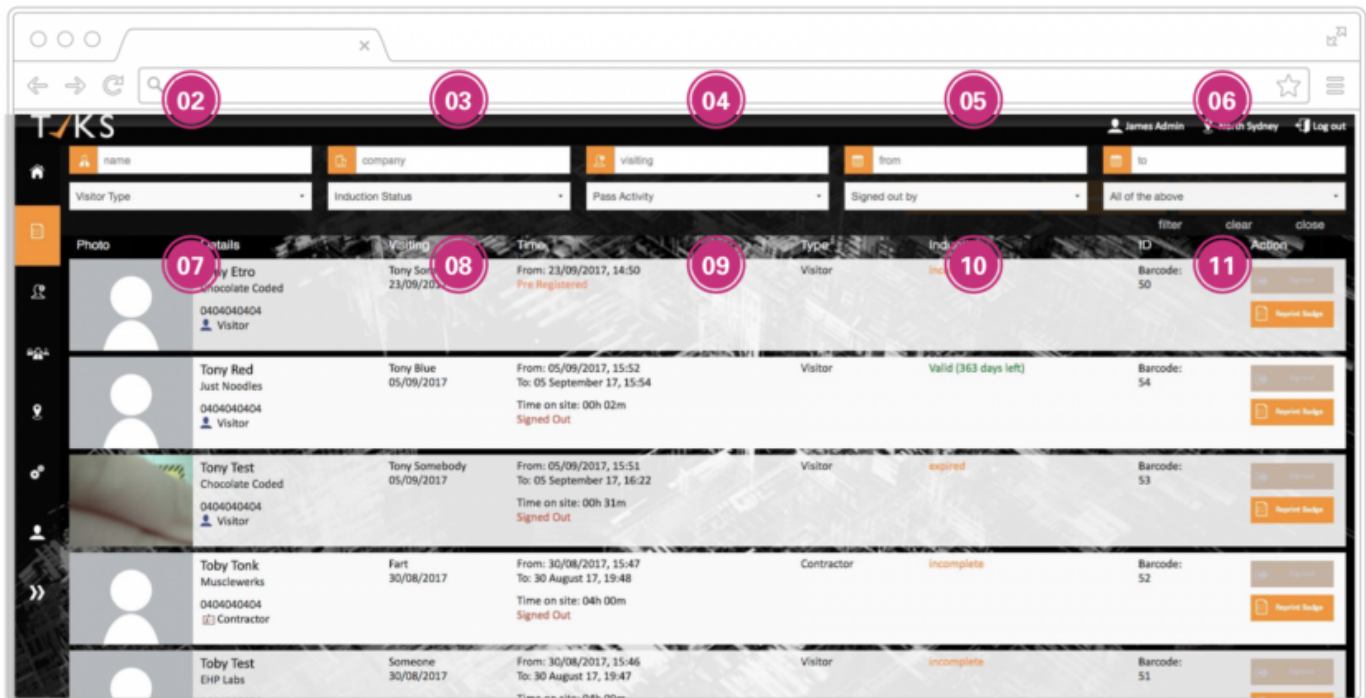 02 03 04 05 06
TIKS
James Admin North Sydney Log out
name company visiting from to
Visitor Type Induction Status Pass Activity Signed out by All of the above
filter clear close
Photo Details Visiting Time Type ID Action
07 08 09 10 11
Etro Tony From: 23/09/2017, 14:50 Visitor Barcode:
Chocolate Coded 23/09/2017 Pre Registered 50
0404040404 Reprint Badge
Visitor
Tony Red Tony Blue From: 05/09/2017, 15:52 Visitor Valid (363 days left) Barcode:
Just Noodles 05/09/2017 To: 05 September 17, 15:54 54
0404040404 Time on site: 00h 02m Reprint Badge
Visitor Signed Out
Tony Test Tony Somebody From: 05/09/2017, 15:51 Visitor expired Barcode:
Chocolate Coded 05/09/2017 To: 05 September 17, 16:22 53
0404040404 Time on site: 00h 31m Reprint Badge
Visitor Signed Out
Toby Tonk Fart From: 30/08/2017, 15:47 Contractor incomplete Barcode:
Musclewerks 30/08/2017 To: 30 August 17, 19:48 52
0404040404 Time on site: 04h 00m Reprint Badge
Contractor Signed Out
Toby Test Someone From: 30/08/2017, 15:46 Visitor incomplete Barcode:
EHP Labs 30/08/2017 To: 30 August 17, 19:47 51